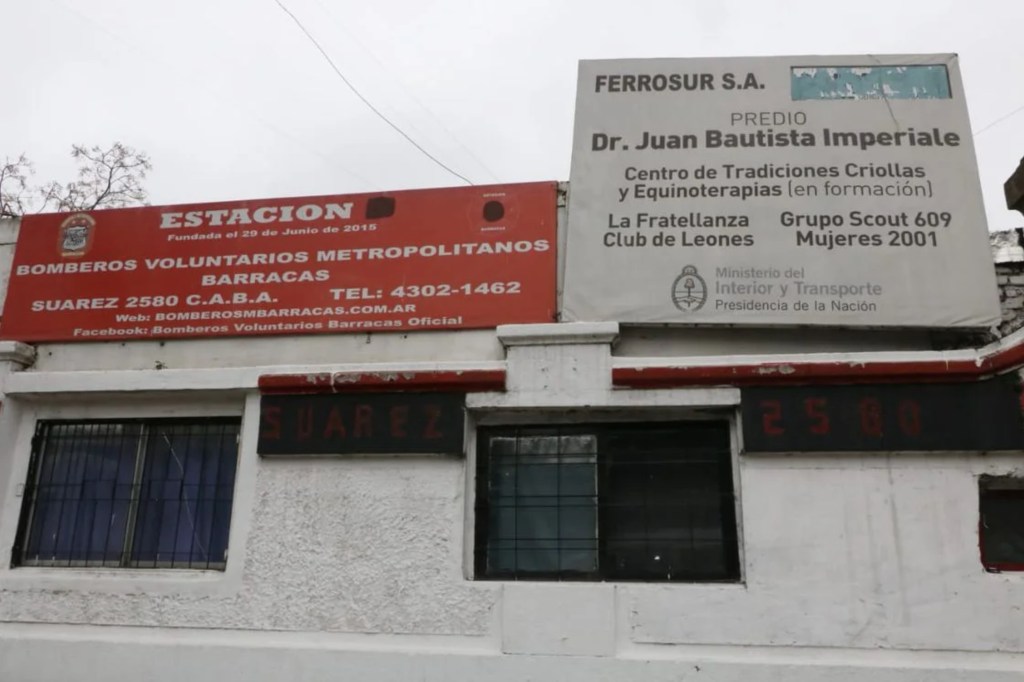 ESTACION
Fundada el 29 de Junio de 2015
BOMBEROS VOLUNTARIOS METROPOLITANOS
BARRACAS
SUAREZ 2580 C.A.B.A. TEL: 4302-1462
Web: BOMBEROSMBARRACAS.COM.AR
Facebook: Bomberos Voluntarios Barracas Oficial
FERROSUR S.A.
PREDIO
Dr. Juan Bautista Imperiale
Centro de Tradiciones Criollas
y Equinoterapias (en formación)
La Fratellanza Grupo Scout 609
Club de Leones Mujeres 2001
Ministerio del
Interior y Transporte
Presidencia de la Nación
SUAREZ 2580